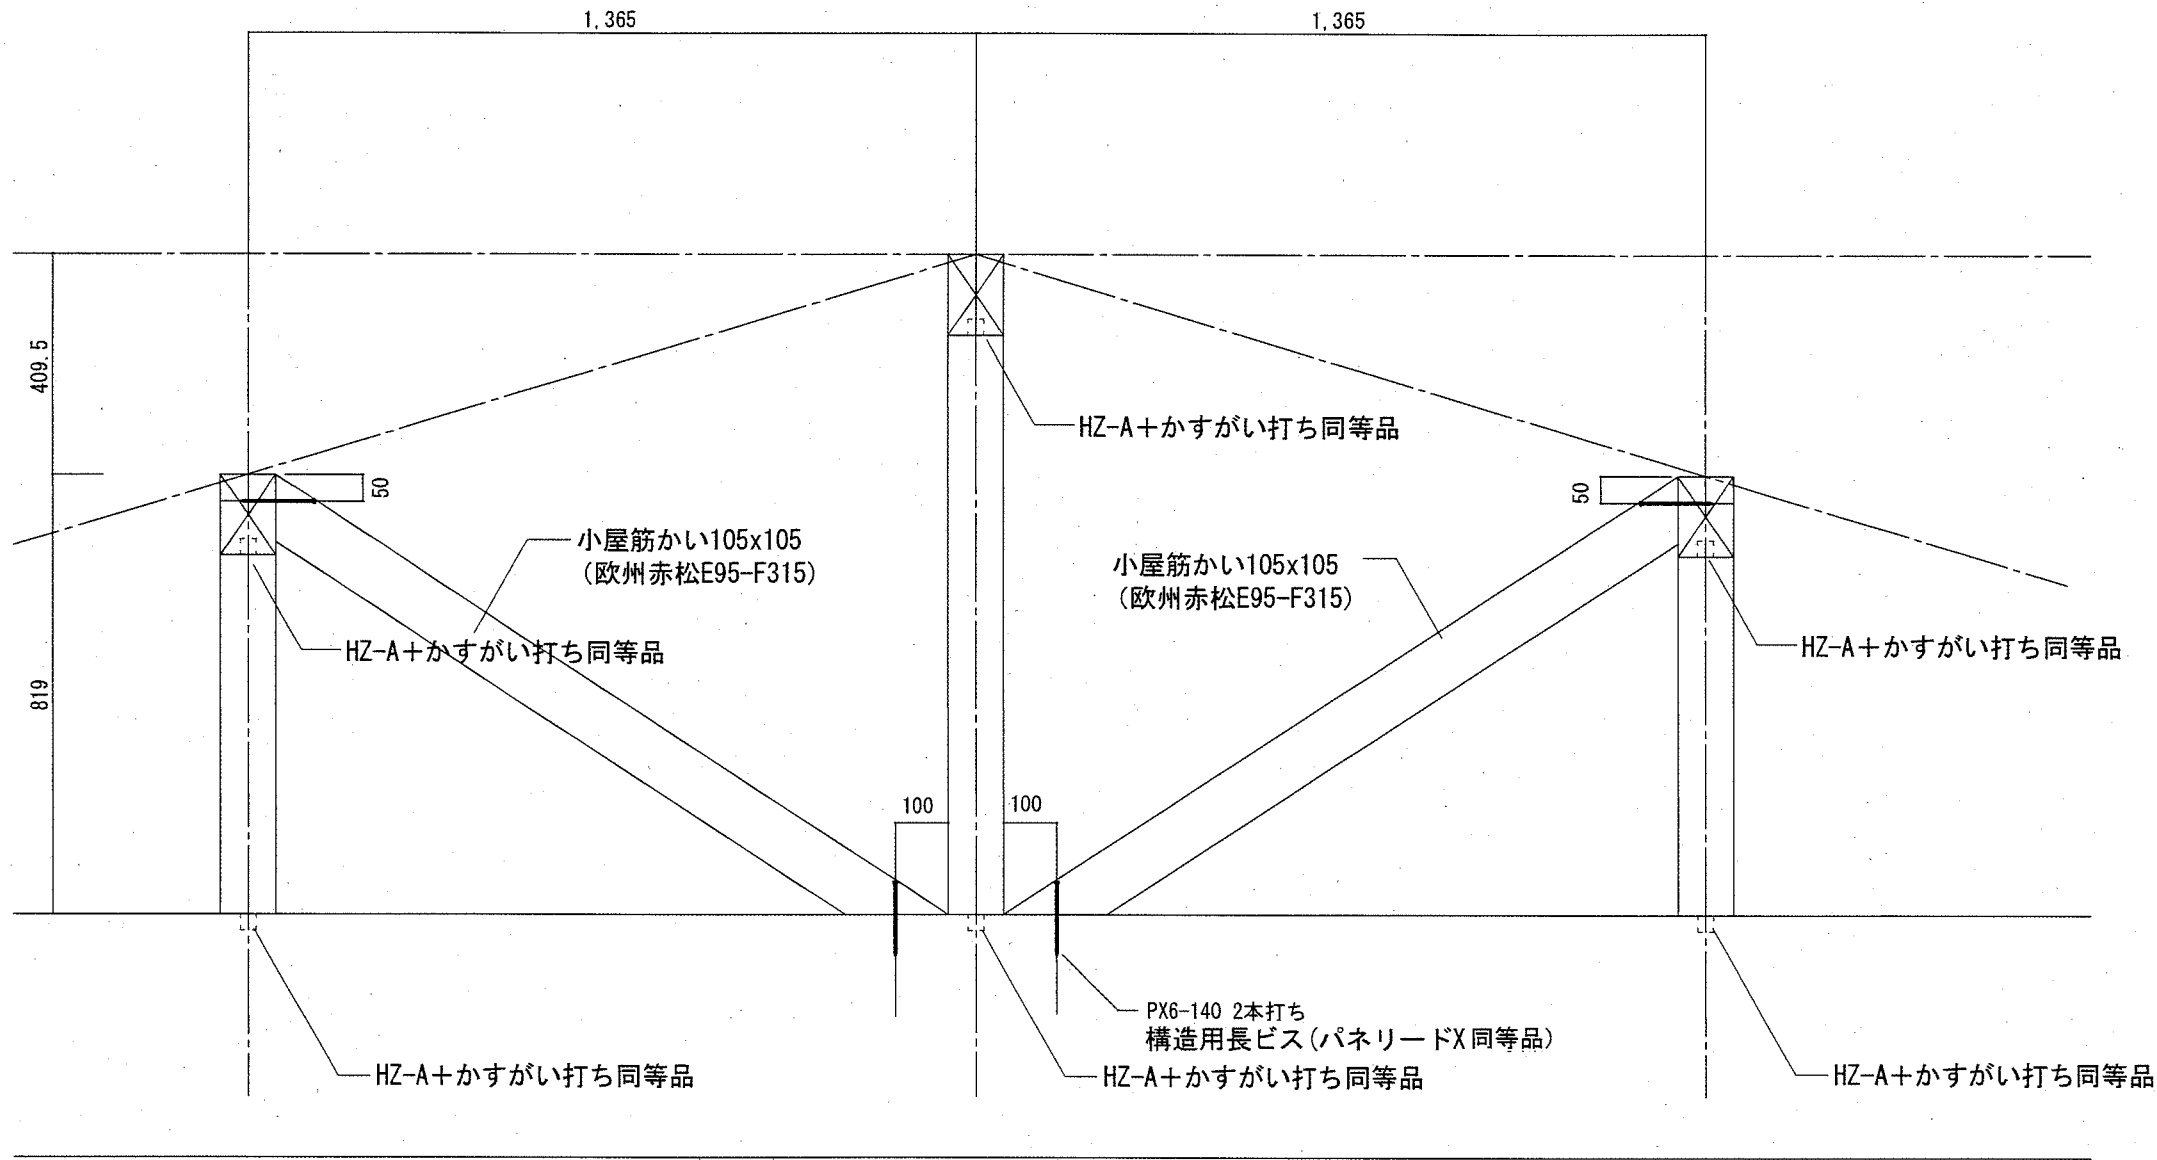 1,365
1,365
409.5
HZ-A+かすがい打ち同等品
50
50
小屋筋かい105x105
(欧州赤松E95-F315)
小屋筋かい105x105
(欧州赤松E95-F315)
HZ-A+かすがい打ち同等品
HZ-A+かすがい打ち同等品
819
100
100
PX6-140 2本打ち
構造用長ビス(パネリードX同等品)
HZ-A+かすがい打ち同等品
HZ-A+かすがい打ち同等品
HZ-A+かすがい打ち同等品